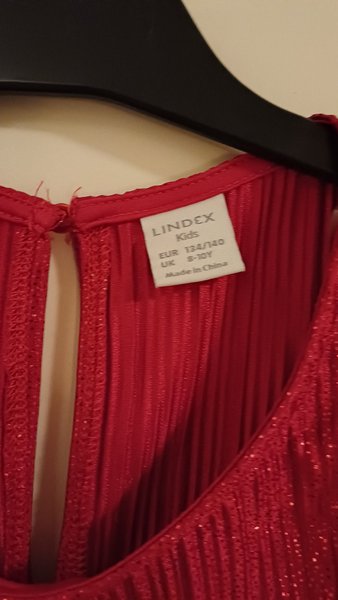 LINDEX
Kids
EUR 134/140
UK 8-10Y
Made in China